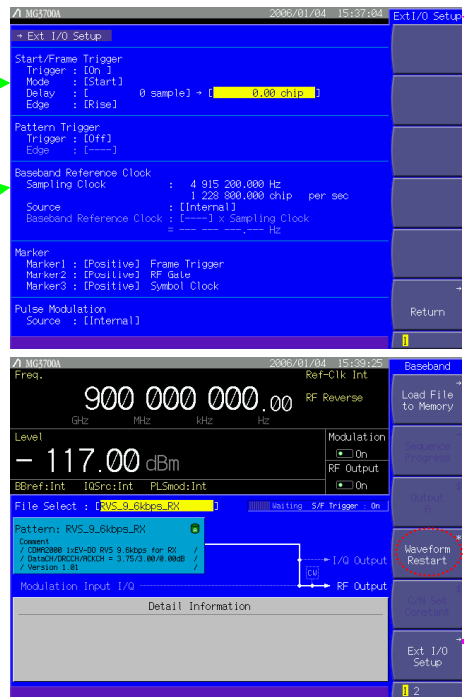 MG3700A 2006/01/04 15:37:04 Ext1/O Setup
→ Ext I/O Setup
Start/Frame Trigger
Trigger : [On ]
Mode : [Start]
Delay : [ 0 sample] → [ 0.00 chip ]
Edge : [Rise]
Pattern Trigger
Trigger : [Off]
Edge : [----]
Baseband Reference Clock
Sampling Clock : 4 915 200.000 Hz
1 228 800.000 chip per sec
Source : [Internal]
Baseband Reference Clock : [----] x Sampling Clock
= --- --- ---.--- Hz
Marker
Marker1 : [Positive] Frame Trigger
Marker2 : [Positive] RF Gate
Marker3 : [Positive] Symbol Clock
Pulse Modulation
Source : [Internal]
→
Return
1
MG3700A 2006/01/04 15:39:25 Baseband
Freq. Ref-Clk Int
900 000 000.00 RF Reverse
GHz MHz kHz Hz
Level Modulation
On
- 117.00 dBm
RF Output
On
BBref:Int IQSrc:Int PLSmod:Int
File Select : [RVS_9_6kbps_RX ] Waiting S/F Trigger : On
Pattern: RVS_9_6kbps_RX
Comment
/ CDMA2000 1xEV-DO RVS 9.6kbps for RX /
/ DataCH/DRCCH/ACKCH = 3.75/3.00/0.00dB /
/ Version 1.01 /
I/Q Output
CW
Modulation Input I/Q RF Output
Detail Information
→
Load File
to Memory
Sequence
Progress
Output
A
*
Waveform
Restart
C/N Set
Constant
→
Ext I/O
Setup
1 2